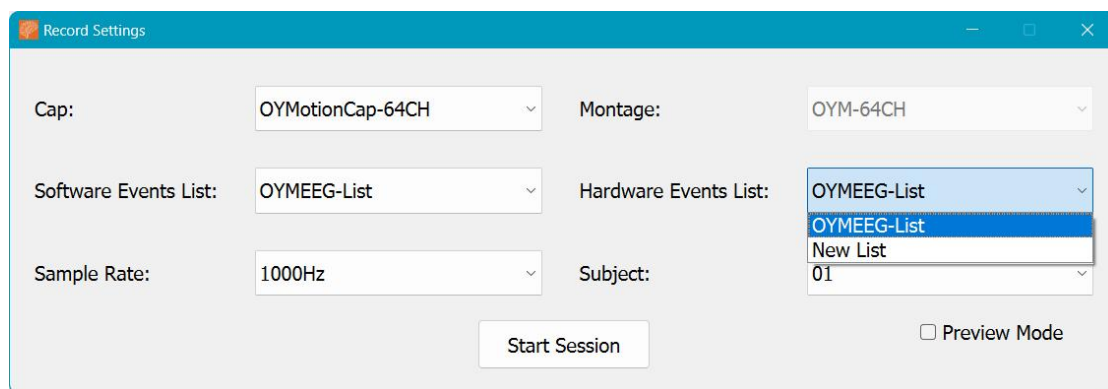 Record Settings
Cap: OYMotionCap-64CH Montage: OYM-64CH
Software Events List: OYMEEG-List Hardware Events List: OYMEEG-List
OYMEEG-List
New List
Sample Rate: 1000Hz Subject: 01
Start Session
Preview Mode